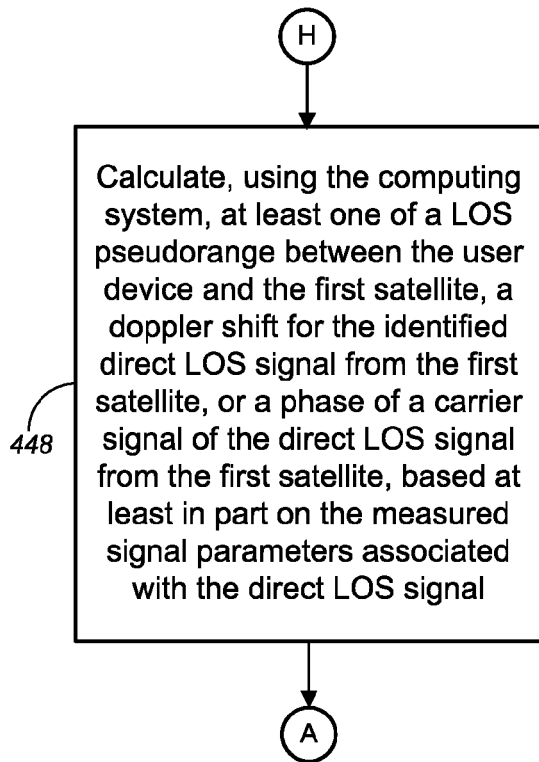 H
Calculate, using the computing
system, at least one of a LOS
pseudorange between the user
device and the first satellite, a
doppler shift for the identified
direct LOS signal from the first
satellite, or a phase of a carrier
signal of the direct LOS signal
from the first satellite, based at
least in part on the measured
signal parameters associated
with the direct LOS signal
448
A